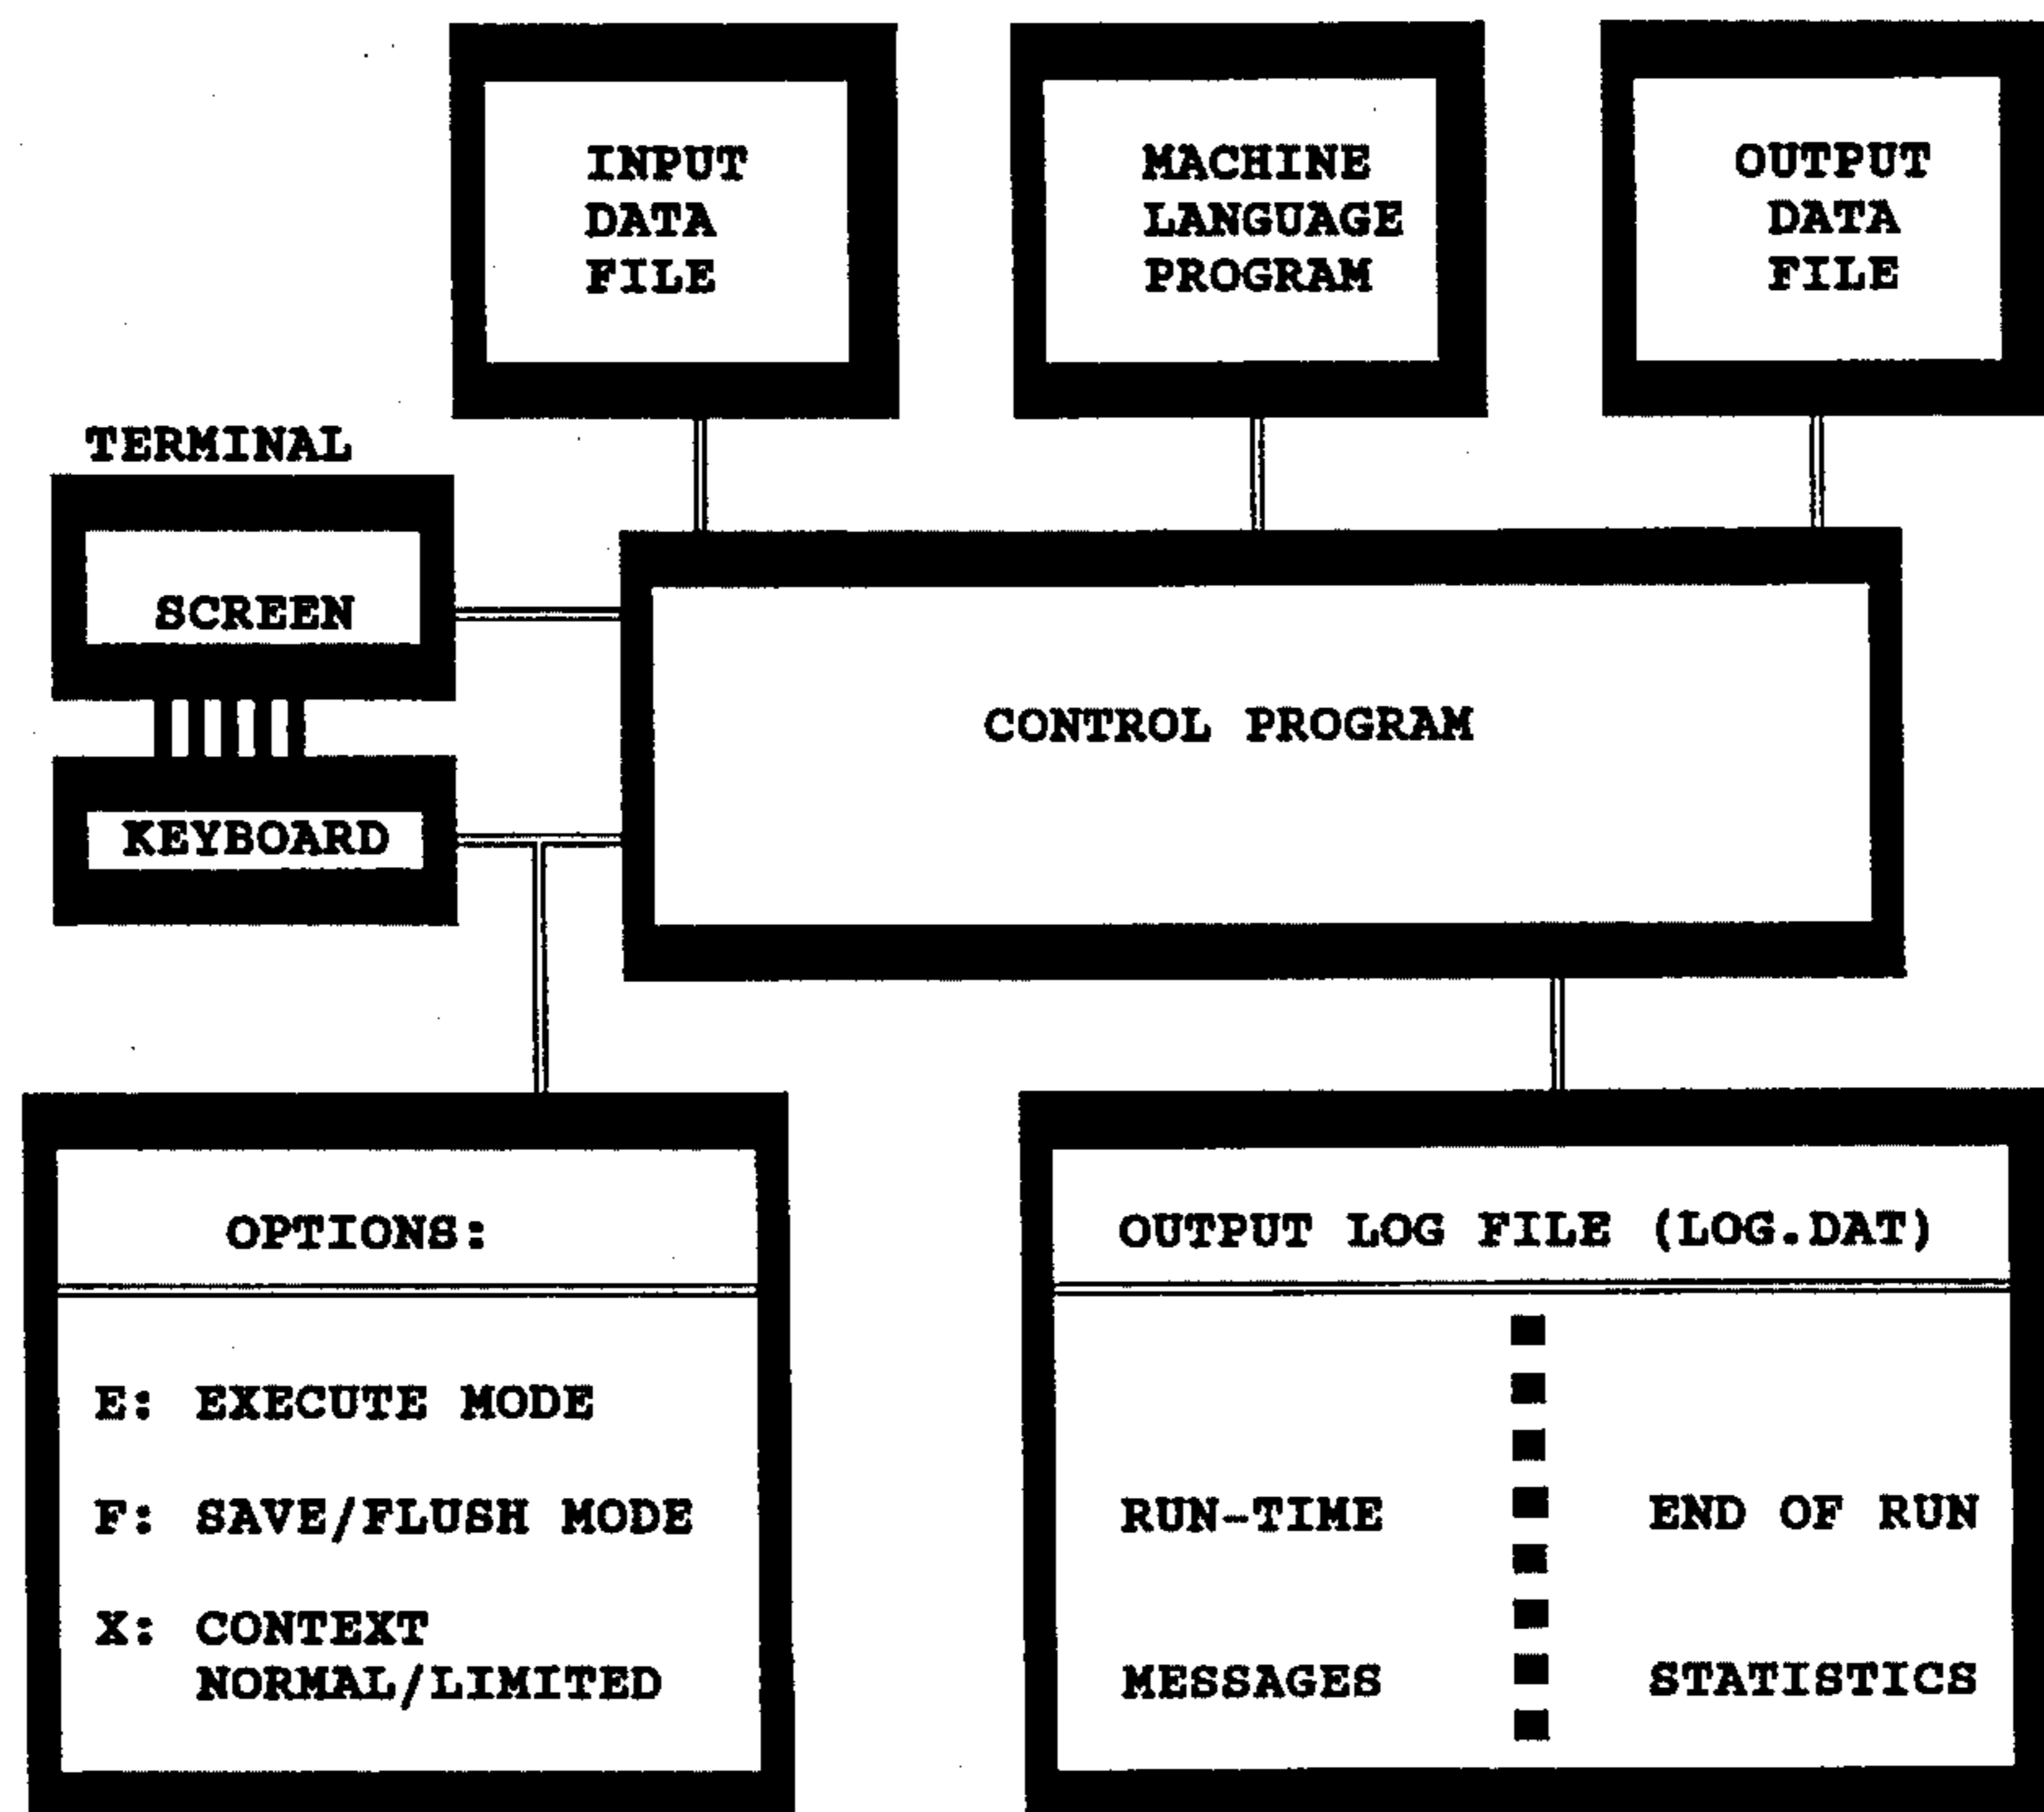 INPUT
DATA
FILE
MACHINE
LANGUAGE
PROGRAM
OUTPUT
DATA
FILE
TERMINAL
SCREEN
KEYBOARD
CONTROL PROGRAM
OPTIONS:
E: EXECUTE MODE
F: SAVE/FLUSH MODE
X: CONTEXT
NORMAL/LIMITED
OUTPUT LOG FILE (LOG.DAT)
RUN-TIME
MESSAGES
END OF RUN
STATISTICS